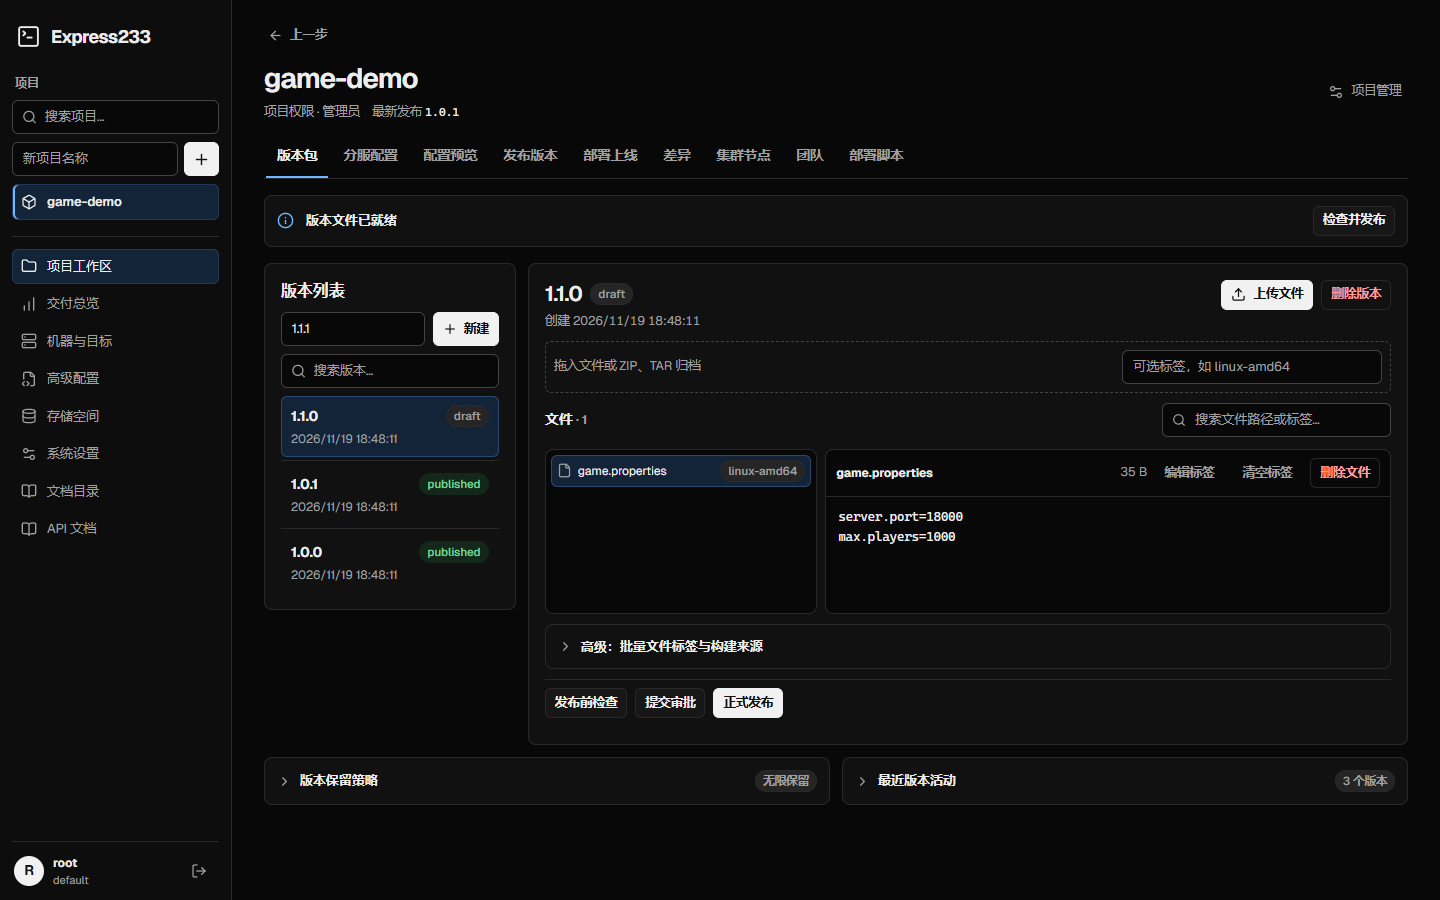 Express233
项目
搜索项目...
新项目名称
game-demo
项目工作区
交付总览
机器与目标
高级配置
存储空间
系统设置
文档目录
API 文档
R
root
default
上一步
game-demo
项目权限 · 管理员 最新发布 1.0.1
项目管理
版本包 分服配置 配置预览 发布版本 部署上线 差异 集群节点 团队 部署脚本
版本文件已就绪
检查并发布
版本列表
1.1.1
新建
搜索版本...
1.1.0 draft
2026/11/19 18:48:11
1.0.1 published
2026/11/19 18:48:11
1.0.0 published
2026/11/19 18:48:11
1.1.0 draft
创建 2026/11/19 18:48:11
上传文件 删除版本
拖入文件或 ZIP、TAR 归档
可选标签，如 linux-amd64
文件 · 1
搜索文件路径或标签...
game.properties linux-amd64
game.properties
35 B 编辑标签 清空标签 删除文件
server.port=18000
max.players=1000
高级：批量文件标签与构建来源
发布前检查 提交审批 正式发布
版本保留策略 无限保留
最近版本活动 3 个版本